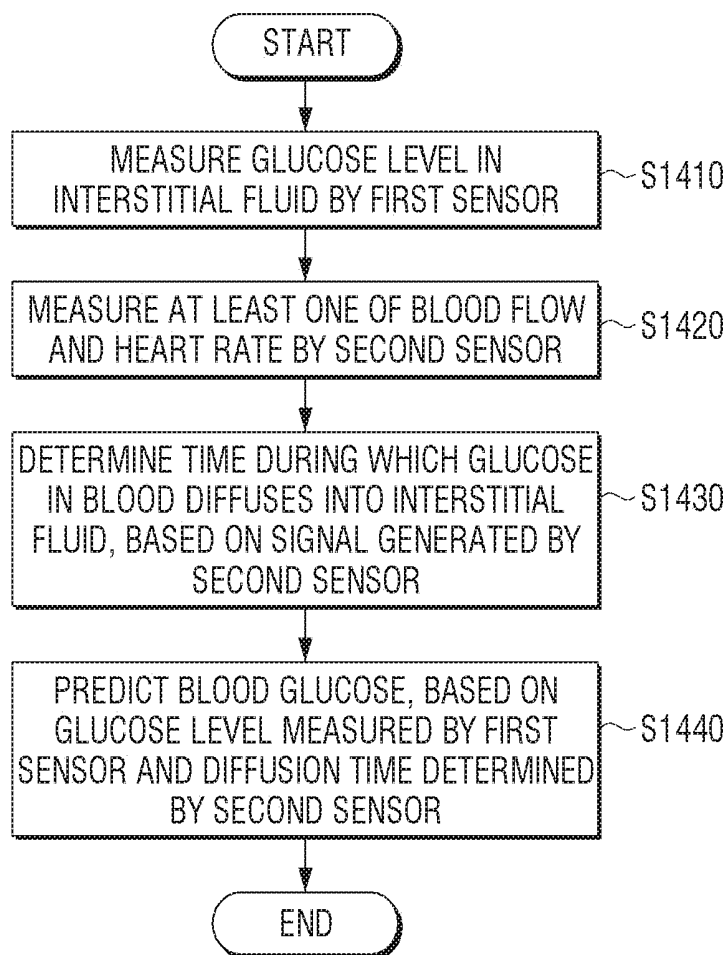 START
MEASURE GLUCOSE LEVEL IN
INTERSTITIAL FLUID BY FIRST SENSOR
S1410
MEASURE AT LEAST ONE OF BLOOD FLOW
AND HEART RATE BY SECOND SENSOR
S1420
DETERMINE TIME DURING WHICH GLUCOSE
IN BLOOD DIFFUSES INTO INTERSTITIAL
FLUID, BASED ON SIGNAL GENERATED BY
SECOND SENSOR
S1430
PREDICT BLOOD GLUCOSE, BASED ON
GLUCOSE LEVEL MEASURED BY FIRST
SENSOR AND DIFFUSION TIME DETERMINED
BY SECOND SENSOR
S1440
END